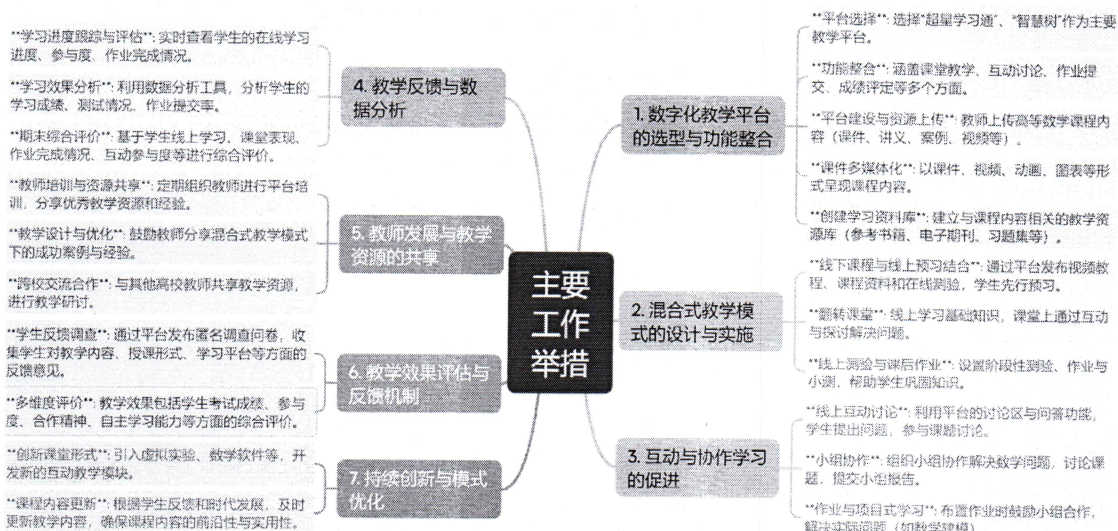 主要
工作
举措
1. 数字化教学平台
的选型与功能整合
**平台选择**: 选择“超星学习通”、“智慧树”作为主要
教学平台。
**功能整合**: 涵盖课堂教学、互动讨论、作业提
交、成绩评定等多个方面。
**平台建设与资源上传**: 教师上传高等数学课程内
容（课件、讲义、案例、视频等）。
**课件多媒体化**: 以课件、视频、动画、图表等形
式呈现课程内容。
**创建学习资料库**: 建立与课程内容相关的教学资
源库（参考书籍、电子期刊、习题集等）。
2. 混合式教学模
式的设计与实施
**线下课程与线上预习结合**: 通过平台发布视频教
程、课程资料和在线测验，学生先行预习。
**翻转课堂**: 线上学习基础知识，课堂上通过互动
与探讨解决问题。
**线上测验与课后作业**: 设置阶段性测验、作业与
小测，帮助学生巩固知识。
3. 互动与协作学习
的促进
**线上互动讨论**: 利用平台的讨论区与问答功能，
学生提出问题，参与课题讨论。
**小组协作**: 组织小组协作解决数学问题，讨论课
题，提交小组报告。
**作业与项目式学习**: 布置作业时鼓励小组合作，
解决实际问题（如数学建模）
4. 教学反馈与数
据分析
**学习进度跟踪与评估**: 实时查看学生的在线学习
进度、参与度、作业完成情况。
**学习效果分析**: 利用数据分析工具，分析学生的
学习成绩、测试情况、作业提交率。
**期末综合评价**: 基于学生线上学习、课堂表现、
作业完成情况、互动参与度等进行综合评价。
5. 教师发展与教学
资源的共享
**教师培训与资源共享**: 定期组织教师进行平台培
训，分享优秀教学资源和经验。
**教学设计与优化**: 鼓励教师分享混合式教学模式
下的成功案例与经验。
**跨校交流合作**: 与其他高校教师共享教学资源，
进行教学研讨。
6. 教学效果评估与
反馈机制
**学生反馈调查**: 通过平台发布匿名调查问卷，收
集学生对教学内容、授课形式、学习平台等方面的
反馈意见。
**多维度评价**: 教学效果包括学生考试成绩、参与
度、合作精神、自主学习能力等方面的综合评价。
7. 持续创新与模式
优化
**创新课堂形式**: 引入虚拟实验、数学软件等，开
发新的互动教学模块。
**课程内容更新**: 根据学生反馈和时代发展，及时
更新教学内容，确保课程内容的前沿性与实用性。